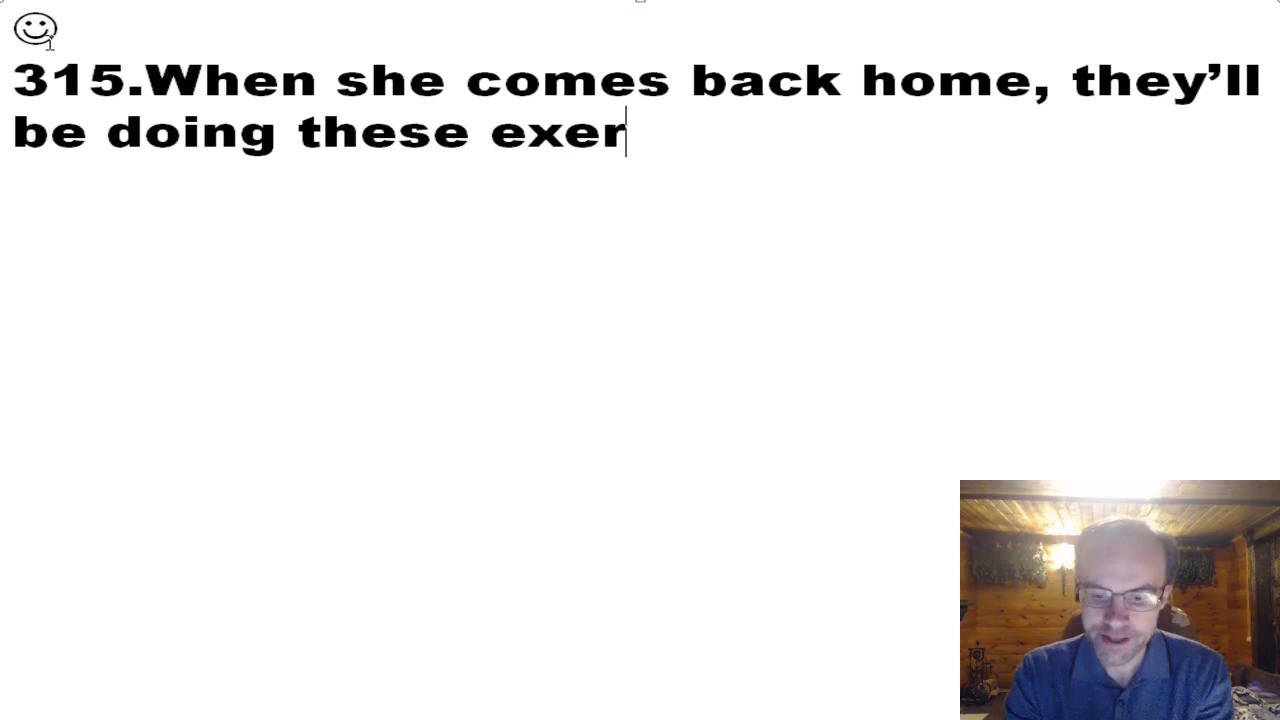 315.When she comes back home, they’ll
be doing these exer